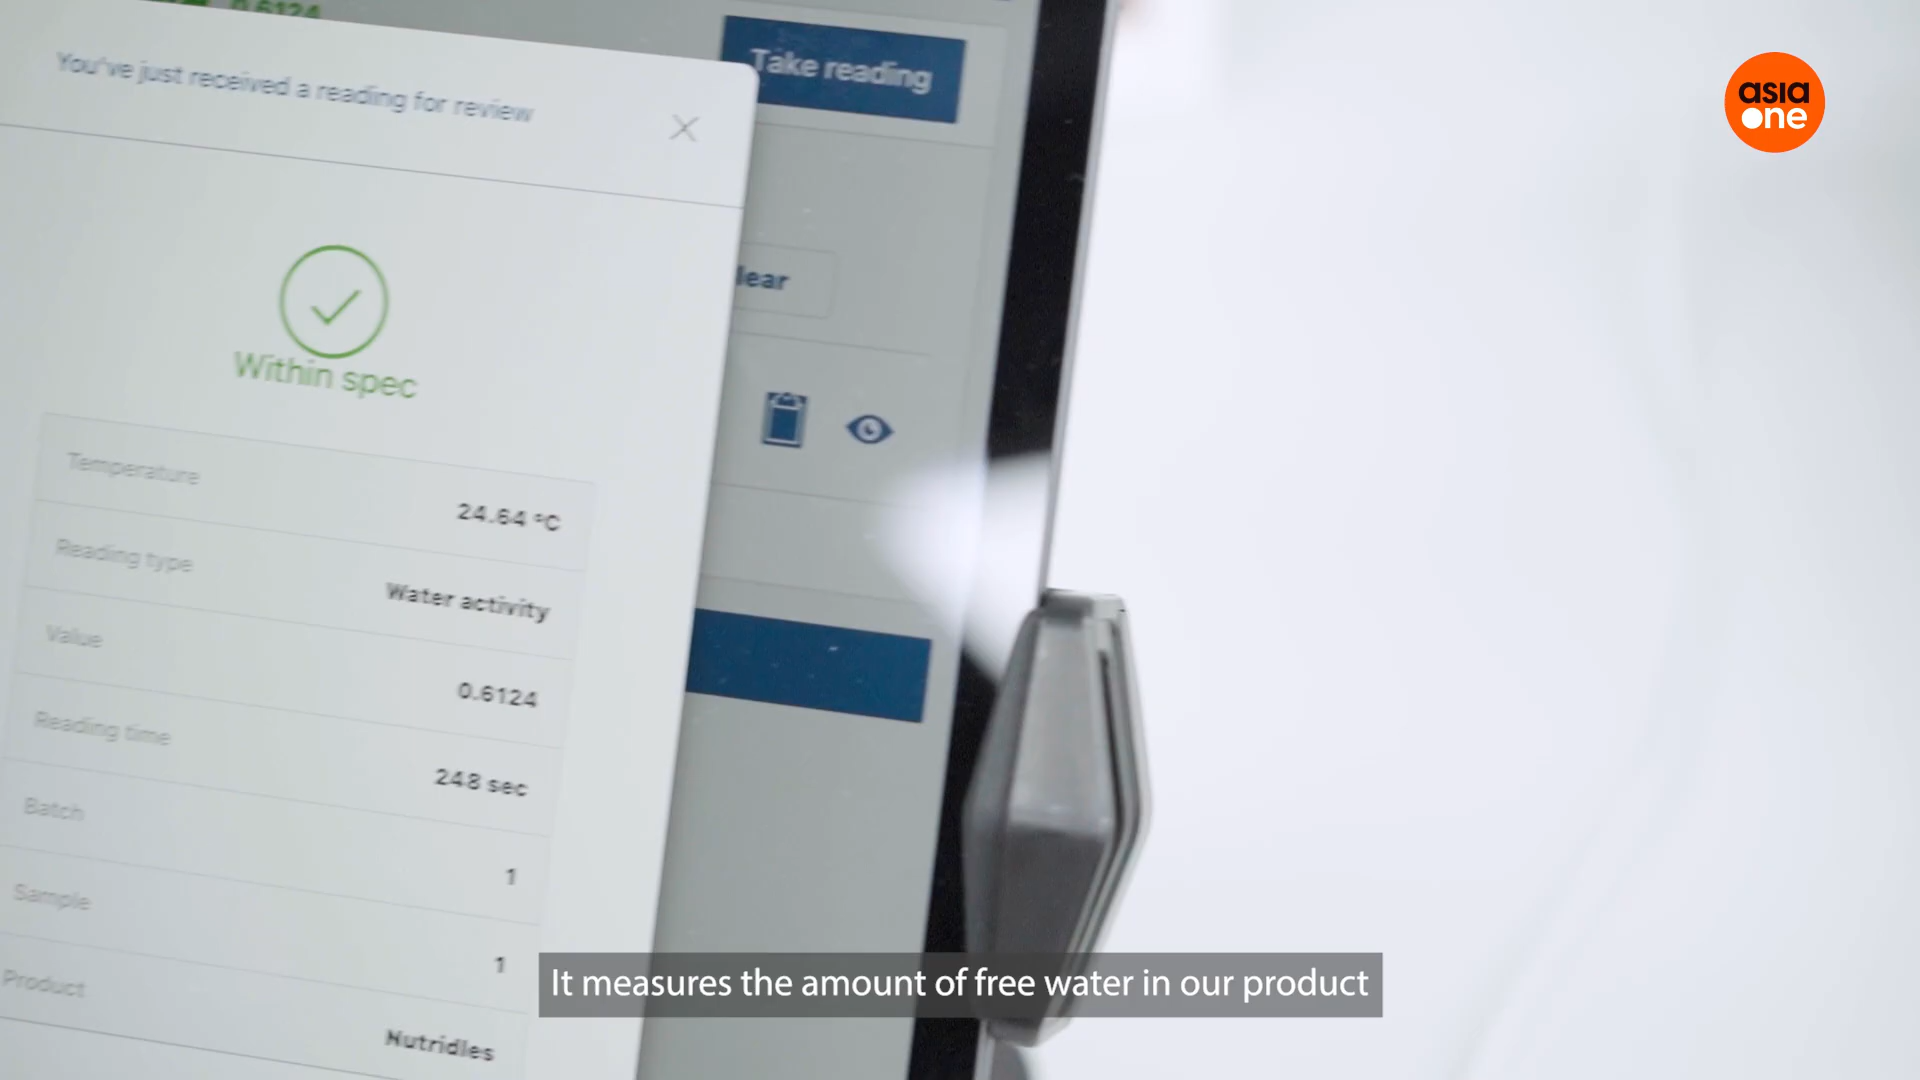 0.6124
Take reading
You've just received a reading for review
asia
one
lear
Within spec
Temperature
24.64 °C
Reading type
Water activity
Value
0.6124
Reading time
248 sec
Batch
1
Sample
1
Product
Nutridles
It measures the amount of free water in our product